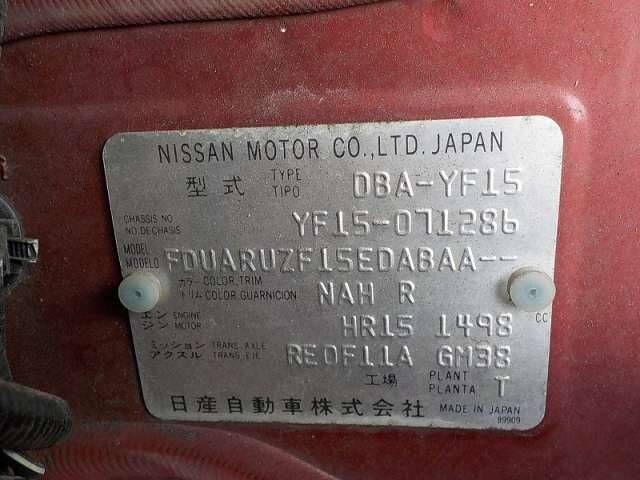 NISSAN MOTOR CO.,LTD. JAPAN
型式 TYPE TIPO DBA-YF15
CHASSIS NO NO.DECHASIS YF15-071286
MODEL MODELO FDUARUZF15EDABAA--
カラー COLOR,TRIM NAH R
トリム COLOR,GUARNICION
エンジン ENGINE MOTOR HR15 1498 CC
ミッション TRANS. AXLE RE0F11A GM38
アクスル TRANS. EJE
工場 PLANT PLANTA T
日産自動車株式会社 MADE IN JAPAN
89909